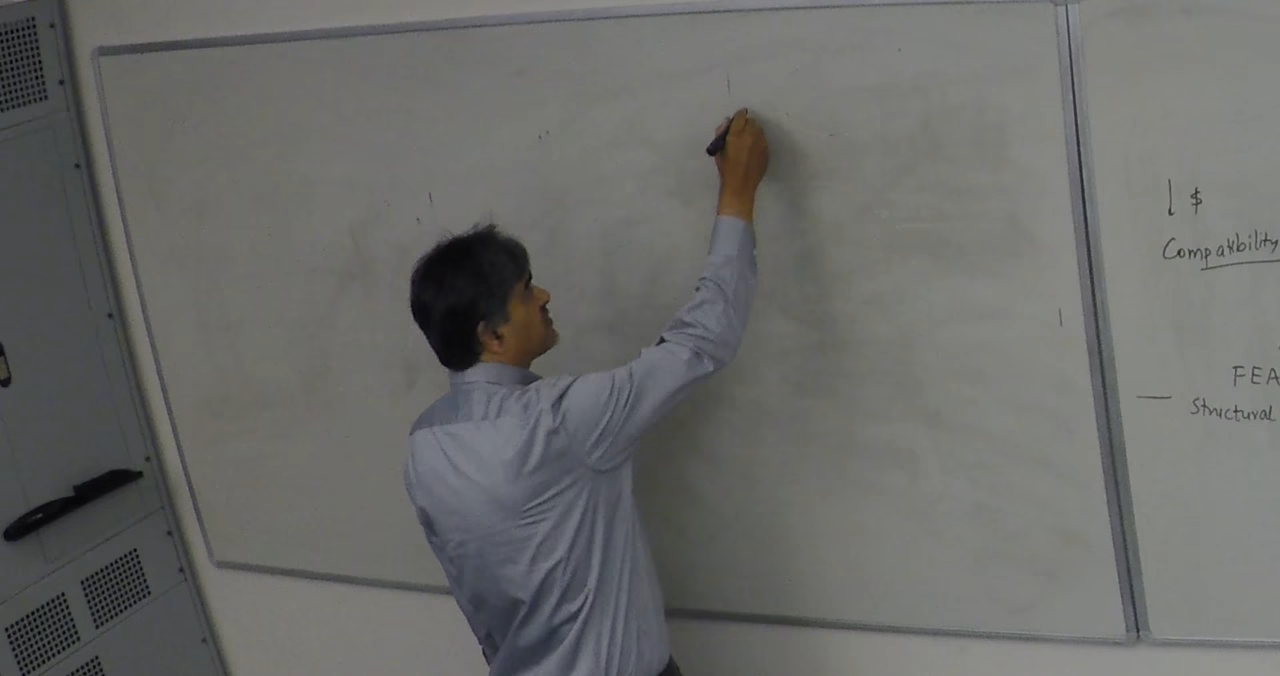 ↓ $
Compatibility
FEA
Structural